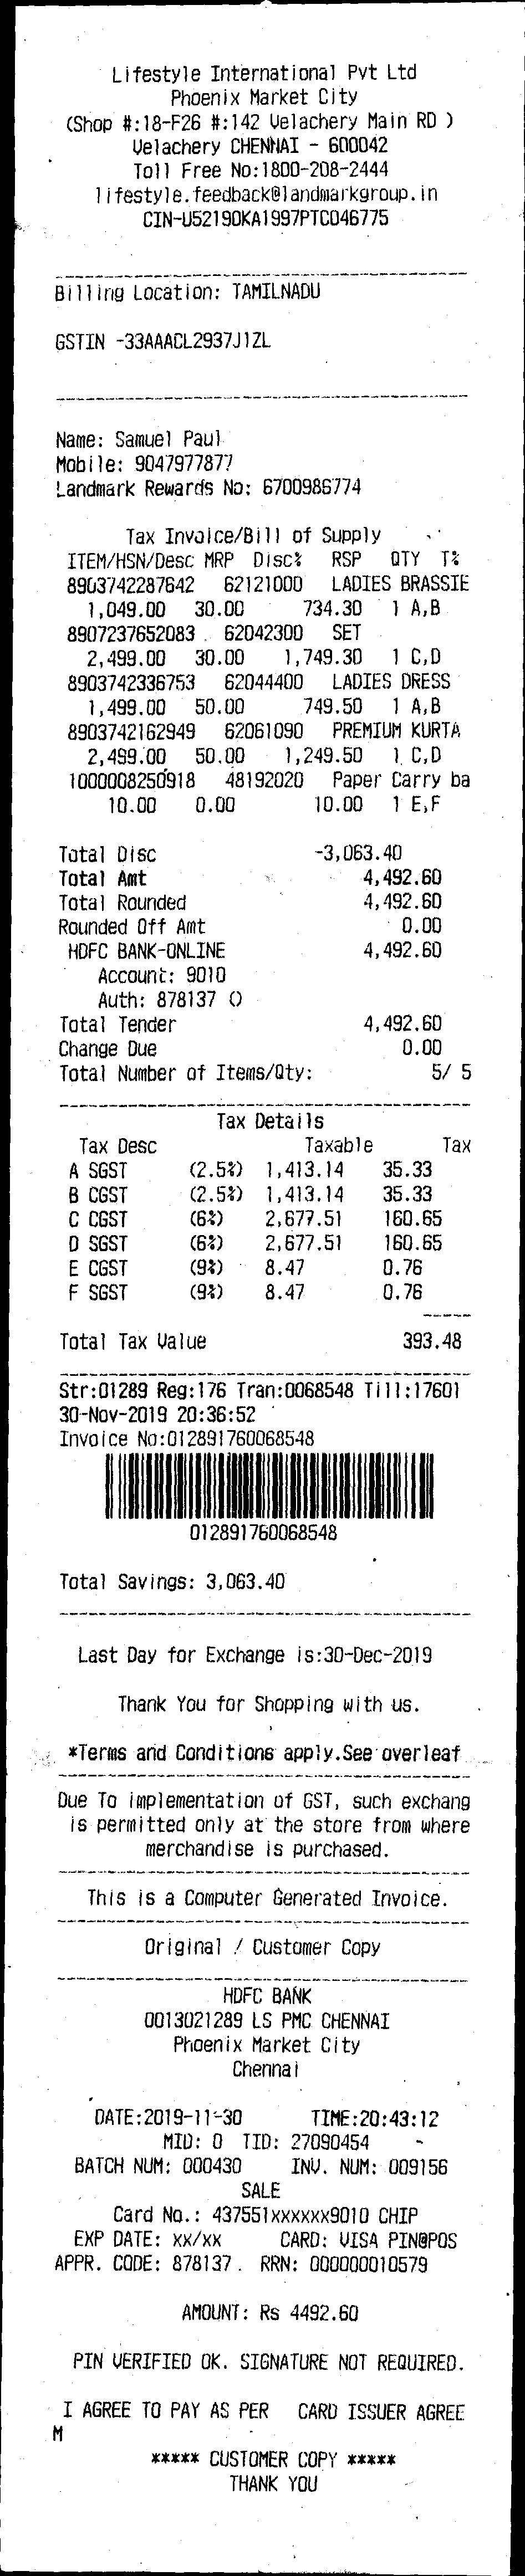 Lifestyle International Pvt Ltd
Phoenix Market City
(Shop #:18-F26 #:142 Velachery Main RD )
Velachery CHENNAI - 600042
Toll Free No:1800-208-2444
lifestyle.feedback@landmarkgroup.in
CIN-U52190KA1997PTC046775
Billing Location: TAMILNADU
GSTIN -33AAACL2937J1ZL
Name: Samuel Paul
Mobile: 9047977877
Landmark Rewards No: 6700986774
Tax Invoice/Bill of Supply
ITEM/HSN/Desc MRP Disc% RSP QTY T%
8903742287642 62121000 LADIES BRASSIE
1,049.00 30.00 734.30 1 A,B
8907237652083 62042300 SET
2,499.00 30.00 1,749.30 1 C,D
8903742336753 62044400 LADIES DRESS
1,499.00 50.00 749.50 1 A,B
8903742162949 62061090 PREMIUM KURTA
2,499.00 50.00 1,249.50 1 C,D
1000008250918 48192020 Paper Carry ba
10.00 0.00 10.00 1 E,F
Total Disc -3,063.40
Total Amt 4,492.60
Total Rounded 4,492.60
Rounded Off Amt 0.00
HDFC BANK-ONLINE 4,492.60
Account: 9010
Auth: 878137 ()
Total Tender 4,492.60
Change Due 0.00
Total Number of Items/Qty: 5/ 5
Tax Details
Tax Desc Taxable Tax
A SGST (2.5%) 1,413.14 35.33
B CGST (2.5%) 1,413.14 35.33
C CGST (6%) 2,677.51 160.65
D SGST (6%) 2,677.51 160.65
E CGST (9%) 8.47 0.76
F SGST (9%) 8.47 0.76
Total Tax Value 393.48
Str:01289 Reg:176 Tran:0068548 Till:17601
30-Nov-2019 20:36:52
Invoice No:012891760068548
012891760068548
Total Savings: 3,063.40
Last Day for Exchange is:30-Dec-2019
Thank You for Shopping with us.
*Terms and Conditions apply.See overleaf
Due To implementation of GST, such exchang
is permitted only at the store from where
merchandise is purchased.
This is a Computer Generated Invoice.
Original / Customer Copy
HDFC BANK
0013021289 LS PMC CHENNAI
Phoenix Market City
Chennai
DATE:2019-11-30 TIME:20:43:12
MID: 0 TID: 27090454
BATCH NUM: 000430 INV. NUM: 009156
SALE
Card No.: 437551xxxxxx9010 CHIP
EXP DATE: xx/xx CARD: VISA PIN@POS
APPR. CODE: 878137. RRN: 000000010579
AMOUNT: Rs 4492.60
PIN VERIFIED OK. SIGNATURE NOT REQUIRED.
I AGREE TO PAY AS PER CARD ISSUER AGREE
M
***** CUSTOMER COPY *****
THANK YOU